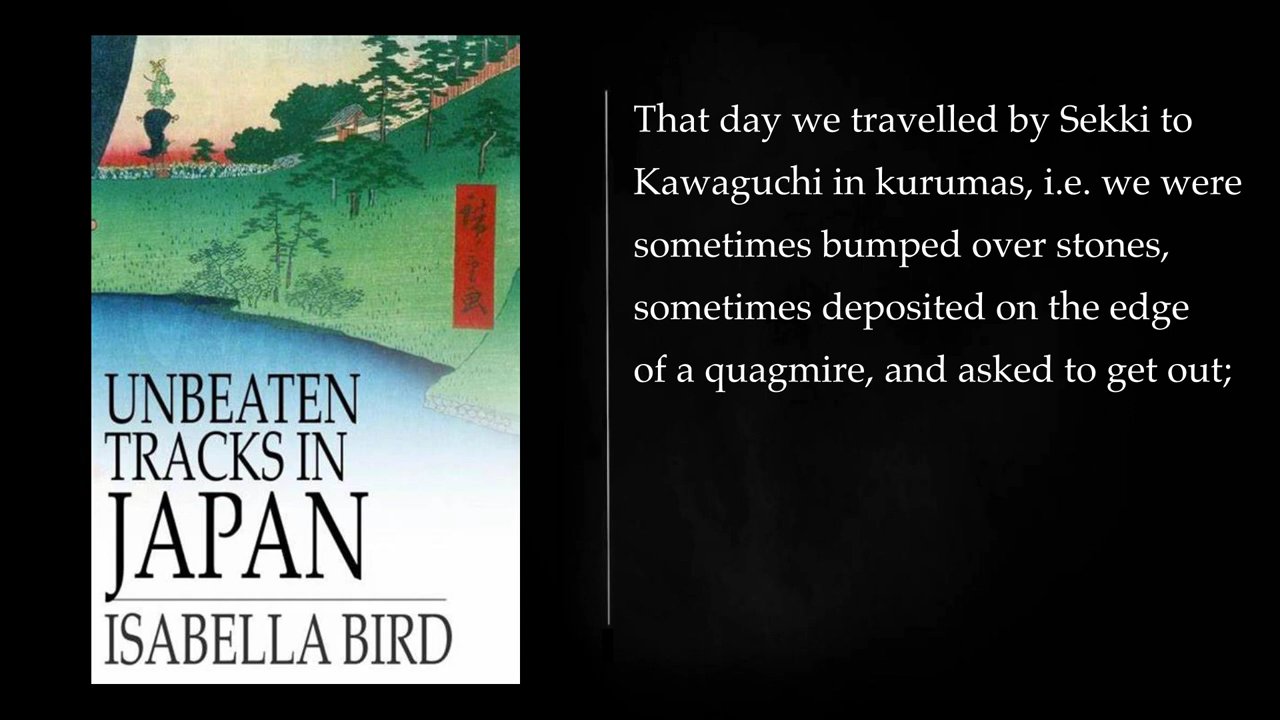 UNBEATEN
TRACKS IN
JAPAN
ISABELLA BIRD
That day we travelled by Sekki to
Kawaguchi in kurumas, i.e. we were
sometimes bumped over stones,
sometimes deposited on the edge
of a quagmire, and asked to get out;